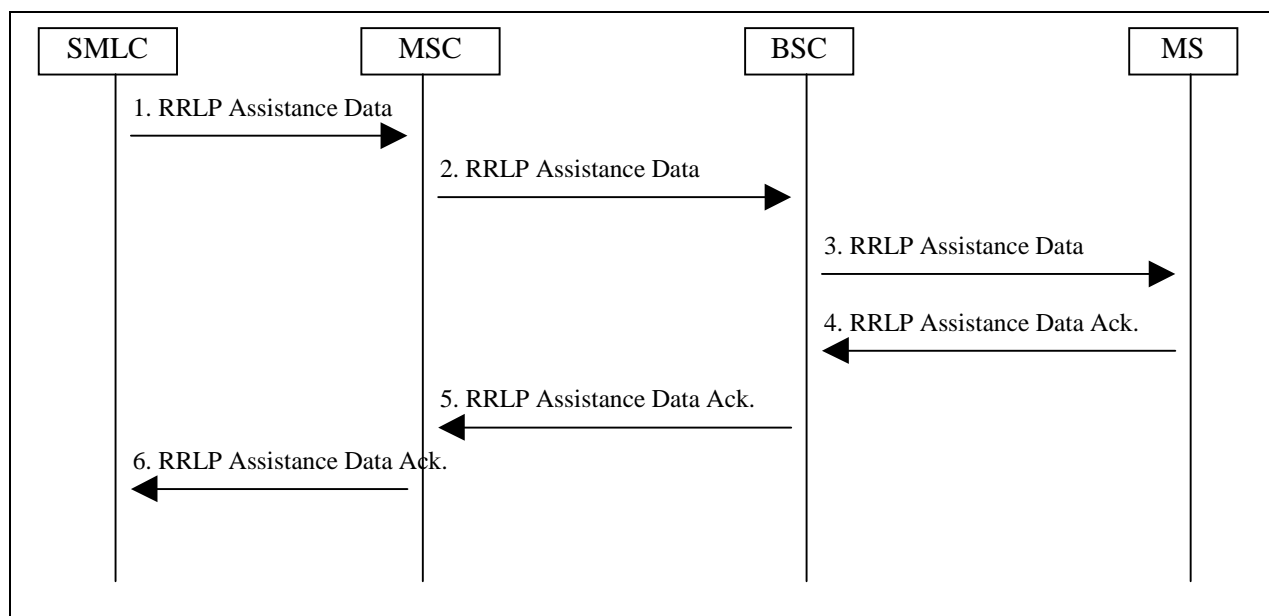 SMLC
MSC
BSC
MS
1. RRLP Assistance Data
2. RRLP Assistance Data
3. RRLP Assistance Data
4. RRLP Assistance Data Ack.
5. RRLP Assistance Data Ack.
6. RRLP Assistance Data Ack.